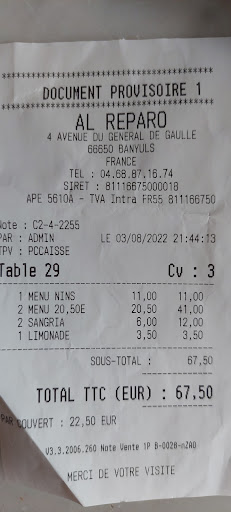 ********************************
DOCUMENT PROVISOIRE 1
********************************
AL REPARO
4 AVENUE DU GENERAL DE GAULLE
66650 BANYULS
FRANCE
TEL : 04.68.87.16.74
SIRET : 81116675000018
APE 5610A - TVA Intra FR55 811166750
Note : C2-4-2255
PAR : ADMIN LE 03/08/2022 21:44:13
TPV : PCCAISSE
Table 29 Cv : 3
1 MENU NINS 11,00 11,00
2 MENU 20,50E 20,50 41,00
2 SANGRIA 6,00 12,00
1 LIMONADE 3,50 3,50
SOUS-TOTAL : 67,50
TOTAL TTC (EUR) : 67,50
PAR COUVERT : 22,50 EUR
V3.3.2006.260 Note Vente 1P B-0028-nZAO
MERCI DE VOTRE VISITE